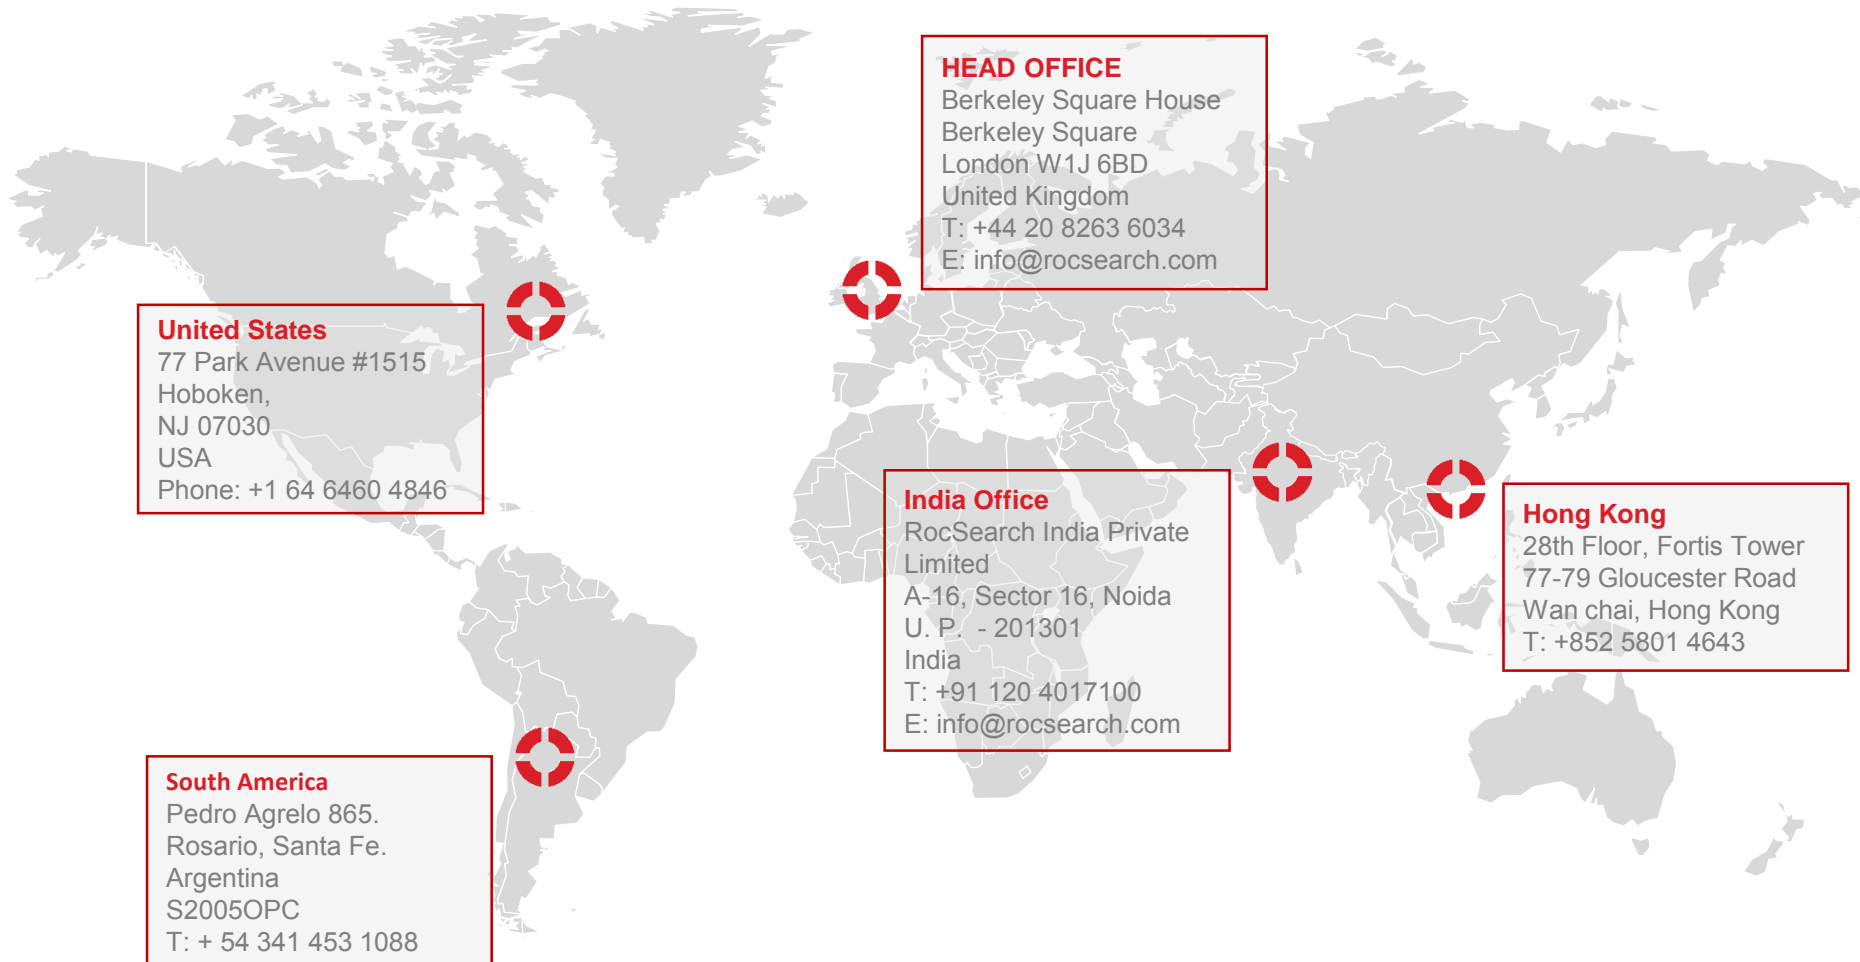 HEAD OFFICE
Berkeley Square House
Berkeley Square
London W1J 6BD
United Kingdom
T: +44 20 8263 6034
E: info@rocsearch.com
United States
77 Park Avenue #1515
Hoboken,
NJ 07030
USA
Phone: +1 64 6460 4846
India Office
RocSearch India Private
Limited
A-16, Sector 16, Noida
U. P.  - 201301
India
T: +91 120 4017100
E: info@rocsearch.com
Hong Kong
28th Floor, Fortis Tower
77-79 Gloucester Road
Wan chai, Hong Kong
T: +852 5801 4643
South America
Pedro Agrelo 865.
Rosario, Santa Fe.
Argentina
S2005OPC
T: + 54 341 453 1088